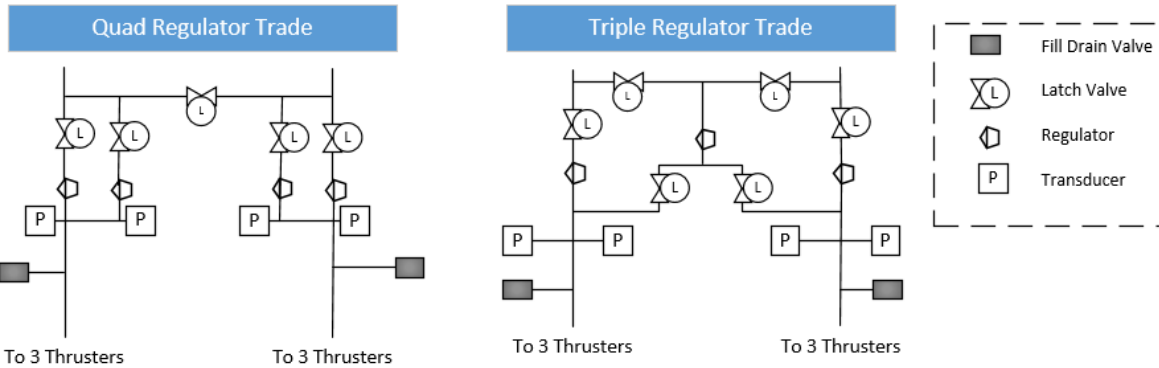 Quad Regulator Trade
Triple Regulator Trade
Fill Drain Valve
L Latch Valve
Regulator
P Transducer
L
L L L L
P P P P
To 3 Thrusters To 3 Thrusters
L L
L L
L L
P P P P
To 3 Thrusters To 3 Thrusters